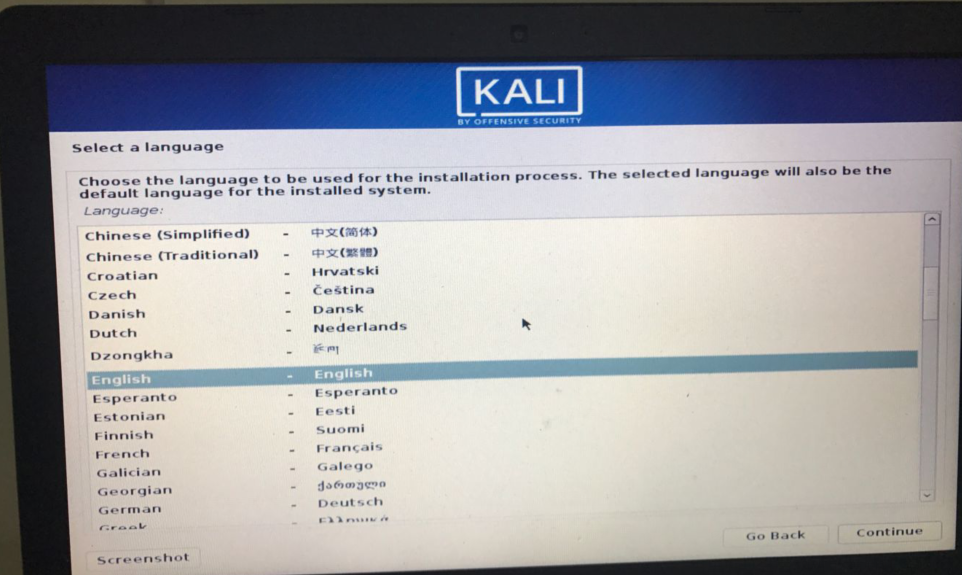 KALI
BY OFFENSIVE SECURITY
Select a language
Choose the language to be used for the installation process. The selected language will also be the
default language for the installed system.
Language:
Chinese (Simplified) - 中文(简体)
Chinese (Traditional) - 中文(繁體)
Croatian - Hrvatski
Czech - Čeština
Danish - Dansk
Dutch - Nederlands
Dzongkha -
English - English
Esperanto - Esperanto
Estonian - Eesti
Finnish - Suomi
French - Français
Galician - Galego
Georgian - ქართული
German - Deutsch
Greek - Ελληνικά
Go Back Continue
Screenshot